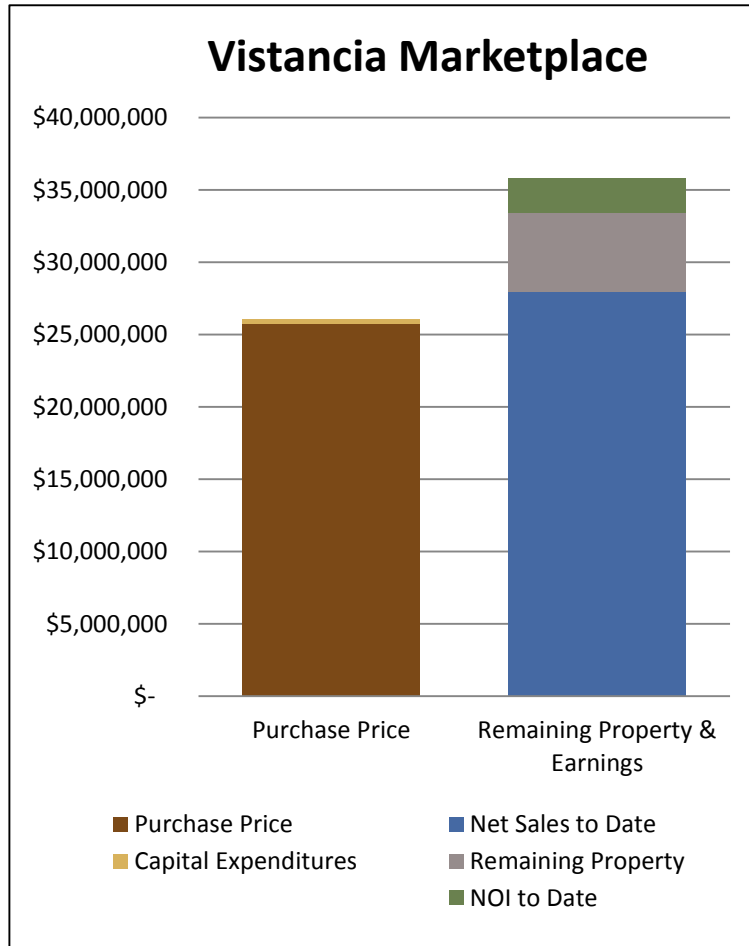 Vistancia Marketplace
$40,000,000
$35,000,000
$30,000,000
$25,000,000
$20,000,000
$15,000,000
$10,000,000
$5,000,000
$-
Purchase Price
Remaining Property &
Earnings
Purchase Price
Net Sales to Date
Capital Expenditures
Remaining Property
NOI to Date